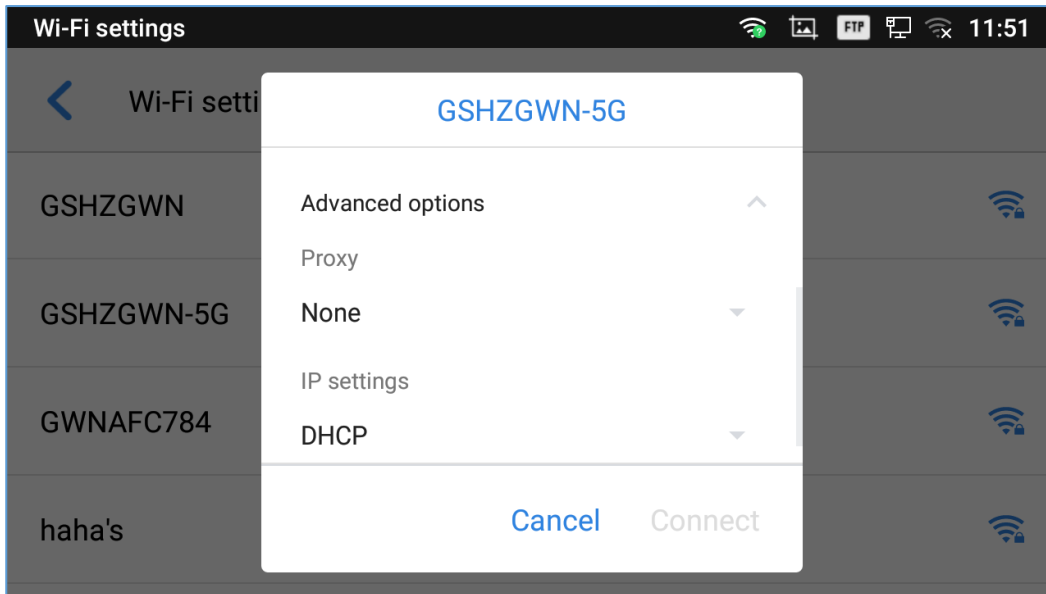 Wi-Fi settings
FTP
11:51
Wi-Fi setti
GSHZGWN-5G
GSHZGWN
Advanced options
Proxy
GSHZGWN-5G
None
IP settings
GWNAFC784
DHCP
haha's
Cancel
Connect